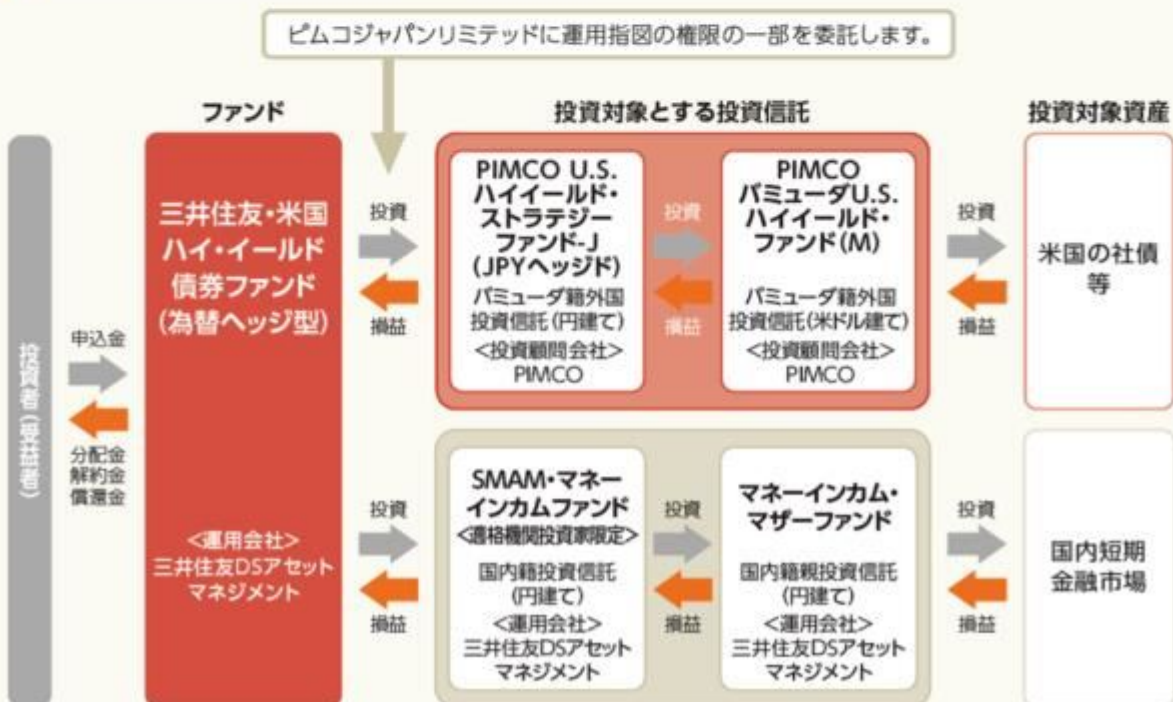 ピムコジャパンリミテッドに運用指図の権限の一部を委託します。
ファンド
投資対象とする投資信託
投資対象資産
投資者(受益者)
申込金
分配金
解約金
償還金
三井住友・米国
ハイ・イールド
債券ファンド
(為替ヘッジ型)
<運用会社>
三井住友DSアセット
マネジメント
投資
損益
PIMCO U.S.
ハイイールド・
ストラテジー
ファンド-J
(JPYヘッジド)
バミューダ籍外国
投資信託(円建て)
<投資顧問会社>
PIMCO
投資
損益
PIMCO
バミューダU.S.
ハイイールド・
ファンド(M)
バミューダ籍外国
投資信託(米ドル建て)
<投資顧問会社>
PIMCO
投資
損益
米国の社債
等
投資
損益
SMAM・マネー
インカムファンド
<適格機関投資家限定>
国内籍投資信託
(円建て)
<運用会社>
三井住友DSアセット
マネジメント
投資
損益
マネーインカム・
マザーファンド
国内籍親投資信託
(円建て)
<運用会社>
三井住友DSアセット
マネジメント
投資
損益
国内短期
金融市場